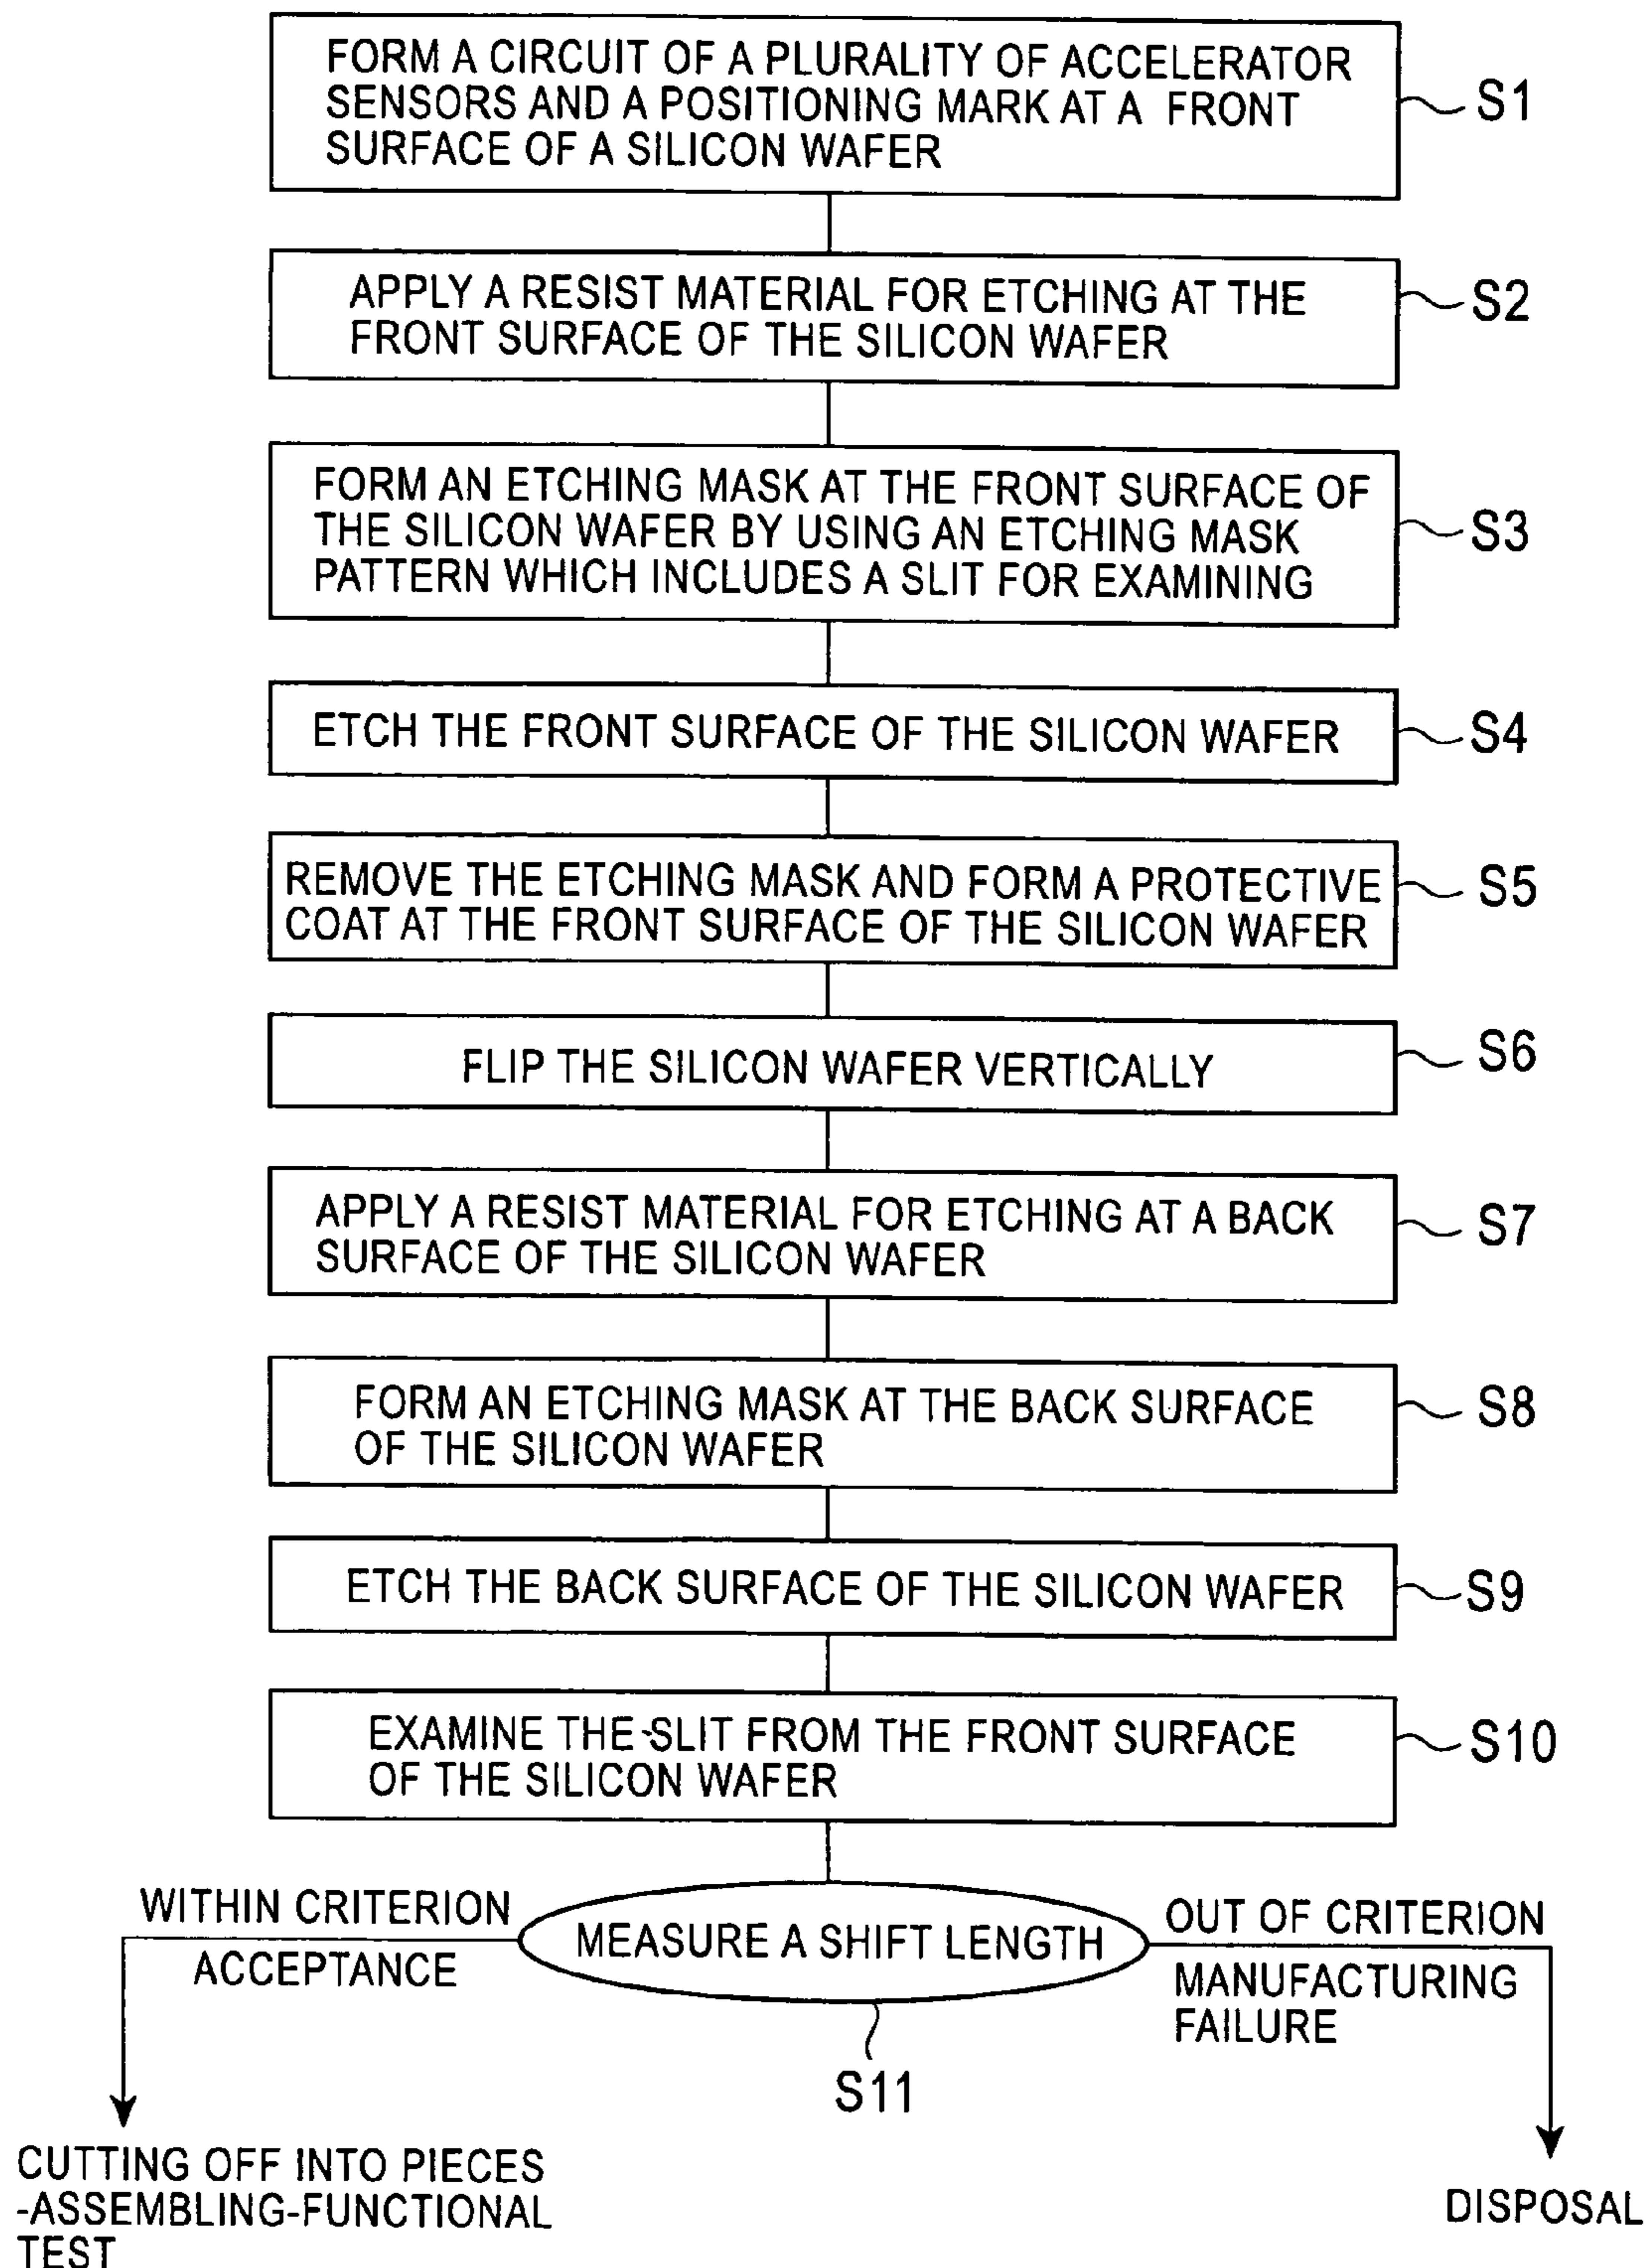 FORM A CIRCUIT OF A PLURALITY OF ACCELERATOR
SENSORS AND A POSITIONING MARK AT A FRONT
SURFACE OF A SILICON WAFER
S1
APPLY A RESIST MATERIAL FOR ETCHING AT THE
FRONT SURFACE OF THE SILICON WAFER
S2
FORM AN ETCHING MASK AT THE FRONT SURFACE OF
THE SILICON WAFER BY USING AN ETCHING MASK
PATTERN WHICH INCLUDES A SLIT FOR EXAMINING
S3
ETCH THE FRONT SURFACE OF THE SILICON WAFER
S4
REMOVE THE ETCHING MASK AND FORM A PROTECTIVE
COAT AT THE FRONT SURFACE OF THE SILICON WAFER
S5
FLIP THE SILICON WAFER VERTICALLY
S6
APPLY A RESIST MATERIAL FOR ETCHING AT A BACK
SURFACE OF THE SILICON WAFER
S7
FORM AN ETCHING MASK AT THE BACK SURFACE
OF THE SILICON WAFER
S8
ETCH THE BACK SURFACE OF THE SILICON WAFER
S9
EXAMINE THE SLIT FROM THE FRONT SURFACE
OF THE SILICON WAFER
S10
WITHIN CRITERION
ACCEPTANCE
MEASURE A SHIFT LENGTH
OUT OF CRITERION
MANUFACTURING
FAILURE
S11
CUTTING OFF INTO PIECES
-ASSEMBLING-FUNCTIONAL
TEST
DISPOSAL